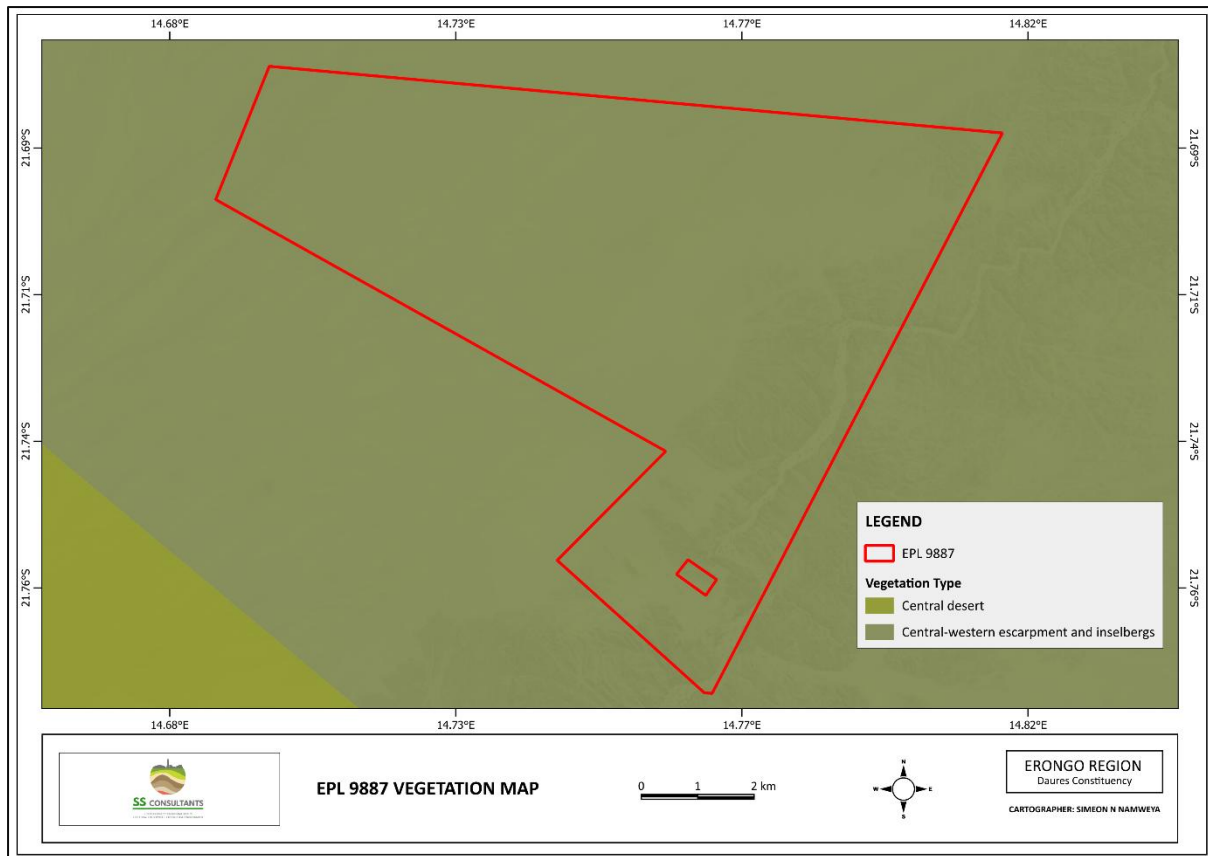 14.68°E 14.73°E 14.77°E 14.82°E
21.69°S 21.69°S
21.71°S 21.71°S
21.74°S 21.74°S
21.76°S 21.76°S
LEGEND
EPL 9887
Vegetation Type
Central desert
Central-western escarpment and inselbergs
14.68°E 14.73°E 14.77°E 14.82°E
SS CONSULTANTS
EPL 9887 VEGETATION MAP
0 1 2 km
N
W E
S
ERONGO REGION
Daures Constituency
CARTOGRAPHER: SIMEON N NAMWEYA